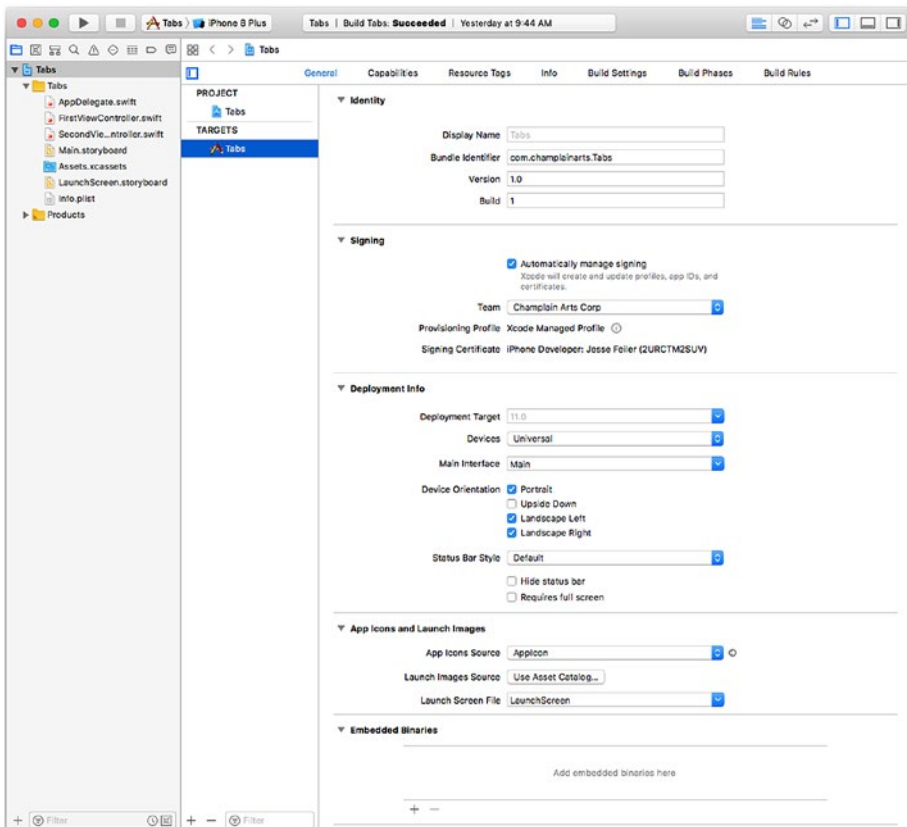 Tabs iPhone 8 Plus
Tabs | Build Tabs: Succeeded | Yesterday at 9:44 AM
Tabs
Tabs
AppDelegate.swift
FirstViewController.swift
SecondVie...ntroller.swift
Main.storyboard
Assets.xcassets
LaunchScreen.storyboard
Info.plist
Products
Filter
Tabs
General Capabilities Resource Tags Info Build Settings Build Phases Build Rules
PROJECT
Tabs
TARGETS
Tabs
Filter
Identity
Display Name Tabs
Bundle Identifier com.champlainarts.Tabs
Version 1.0
Build 1
Signing
Automatically manage signing
Xcode will create and update profiles, app IDs, and
certificates.
Team Champlain Arts Corp
Provisioning Profile Xcode Managed Profile
Signing Certificate iPhone Developer: Jesse Feiler (2URCTM2SUV)
Deployment Info
Deployment Target 11.0
Devices Universal
Main Interface Main
Device Orientation Portrait
Upside Down
Landscape Left
Landscape Right
Status Bar Style Default
Hide status bar
Requires full screen
App Icons and Launch Images
App Icons Source AppIcon
Launch Images Source Use Asset Catalog...
Launch Screen File LaunchScreen
Embedded Binaries
Add embedded binaries here